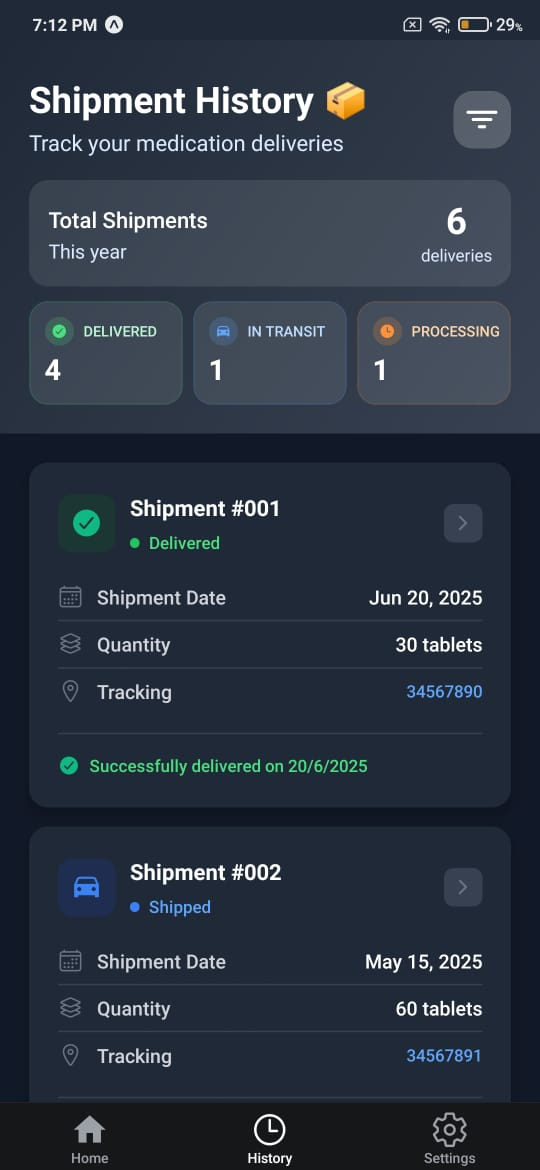 7:12 PM 29%
Shipment History 📦
Track your medication deliveries
Total Shipments 6
This year deliveries
DELIVERED IN TRANSIT PROCESSING
4 1 1
Shipment #001
Delivered
Shipment Date Jun 20, 2025
Quantity 30 tablets
Tracking 34567890
Successfully delivered on 20/6/2025
Shipment #002
Shipped
Shipment Date May 15, 2025
Quantity 60 tablets
Tracking 34567891
Home History Settings